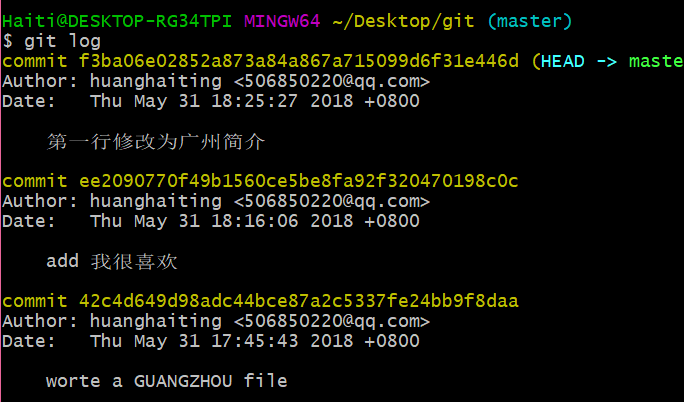 Haiti@DESKTOP-RG34TPI MINGW64 ~/Desktop/git (master)
$ git log
commit f3ba06e02852a873a84a867a715099d6f31e446d (HEAD -> maste
Author: huanghaiting <506850220@qq.com>
Date:   Thu May 31 18:25:27 2018 +0800
第一行修改为广州简介
commit ee2090770f49b1560ce5be8fa92f320470198c0c
Author: huanghaiting <506850220@qq.com>
Date:   Thu May 31 18:16:06 2018 +0800
add 我很喜欢
commit 42c4d649d98adc44bce87a2c5337fe24bb9f8daa
Author: huanghaiting <506850220@qq.com>
Date:   Thu May 31 17:45:43 2018 +0800
worte a GUANGZHOU file